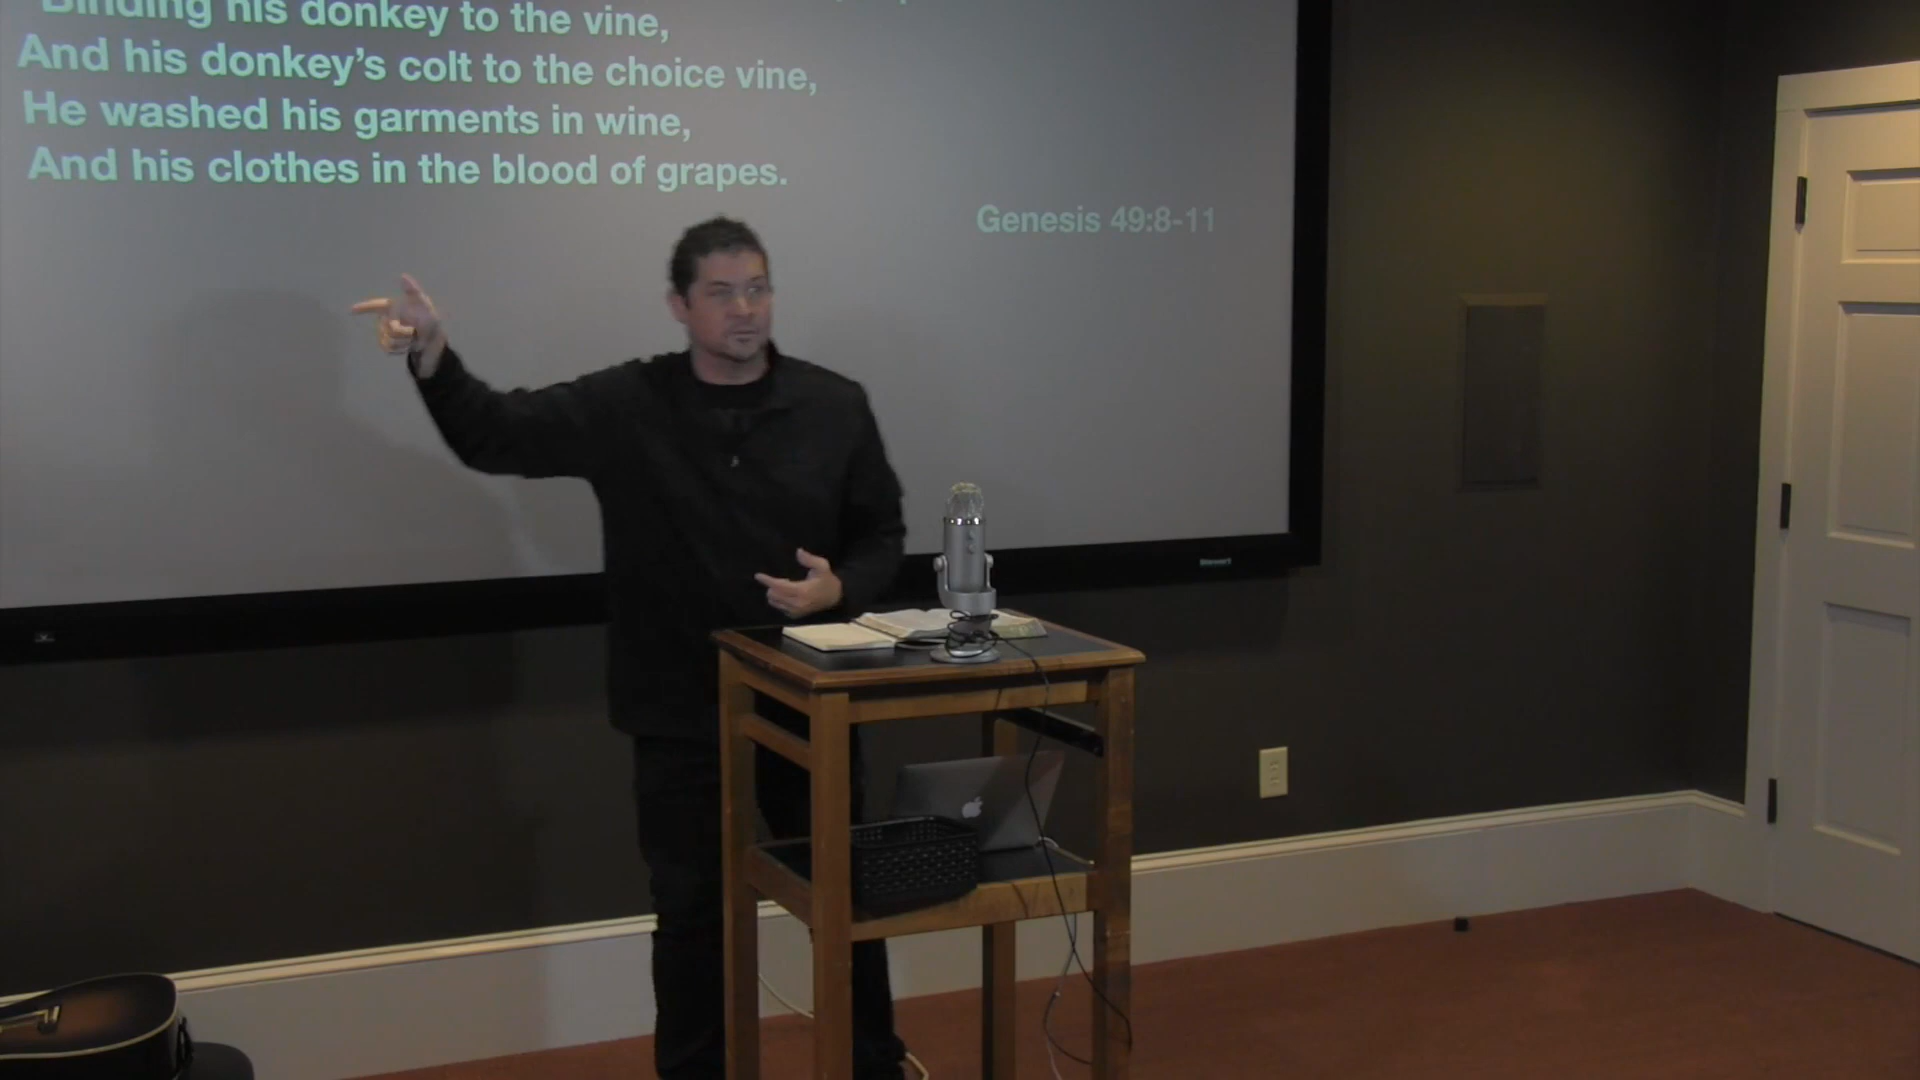 Binding his donkey to the vine,
And his donkey's colt to the choice vine,
He washed his garments in wine,
And his clothes in the blood of grapes.
Genesis 49:8-11
Stewart